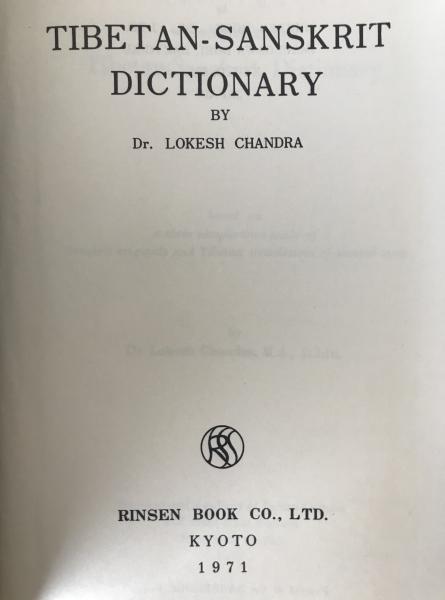 TIBETAN-SANSKRIT
DICTIONARY
BY
Dr. LOKESH CHANDRA
RINSEN BOOK CO., LTD.
KYOTO
1971